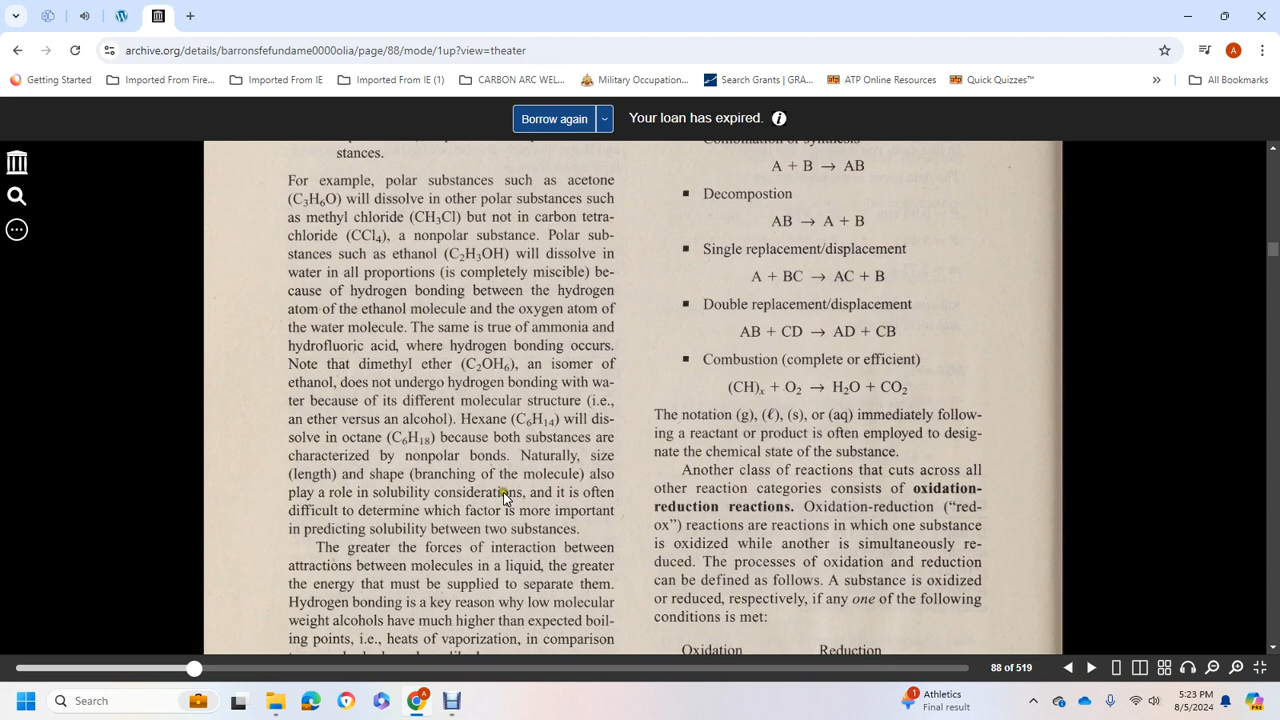 archive.org/details/barronsfefundame0000olia/page/88/mode/1up?view=theater
A
Getting Started
Imported From Fire...
Imported From IE
Imported From IE (1)
CARBON ARC WEL...
Military Occupation...
Search Grants | GRA...
ATP Online Resources
Quick Quizzes™
»
All Bookmarks
Borrow again
Your loan has expired.
stances.
For example, polar substances such as acetone
(C₃H₆O) will dissolve in other polar substances such
as methyl chloride (CH₃Cl) but not in carbon tetra-
chloride (CCl₄), a nonpolar substance. Polar sub-
stances such as ethanol (C₂H₃OH) will dissolve in
water in all proportions (is completely miscible) be-
cause of hydrogen bonding between the hydrogen
atom of the ethanol molecule and the oxygen atom of
the water molecule. The same is true of ammonia and
hydrofluoric acid, where hydrogen bonding occurs.
Note that dimethyl ether (C₂OH₆), an isomer of
ethanol, does not undergo hydrogen bonding with wa-
ter because of its different molecular structure (i.e.,
an ether versus an alcohol). Hexane (C₆H₁₄) will dis-
solve in octane (C₆H₁₈) because both substances are
characterized by nonpolar bonds. Naturally, size
(length) and shape (branching of the molecule) also
play a role in solubility considerations, and it is often
difficult to determine which factor is more important
in predicting solubility between two substances.
The greater the forces of interaction between
attractions between molecules in a liquid, the greater
the energy that must be supplied to separate them.
Hydrogen bonding is a key reason why low molecular
weight alcohols have much higher than expected boil-
ing points, i.e., heats of vaporization, in comparison
Combination or synthesis
A + B → AB
▪ Decompostion
AB → A + B
▪ Single replacement/displacement
A + BC → AC + B
▪ Double replacement/displacement
AB + CD → AD + CB
▪ Combustion (complete or efficient)
(CH)ₓ + O₂ → H₂O + CO₂
The notation (g), (ℓ), (s), or (aq) immediately follow-
ing a reactant or product is often employed to desig-
nate the chemical state of the substance.
Another class of reactions that cuts across all
other reaction categories consists of oxidation-
reduction reactions. Oxidation-reduction (“red-
ox”) reactions are reactions in which one substance
is oxidized while another is simultaneously re-
duced. The processes of oxidation and reduction
can be defined as follows. A substance is oxidized
or reduced, respectively, if any one of the following
conditions is met:
Oxidation Reduction
88 of 519
Search
Athletics
Final result
5:23 PM
8/5/2024